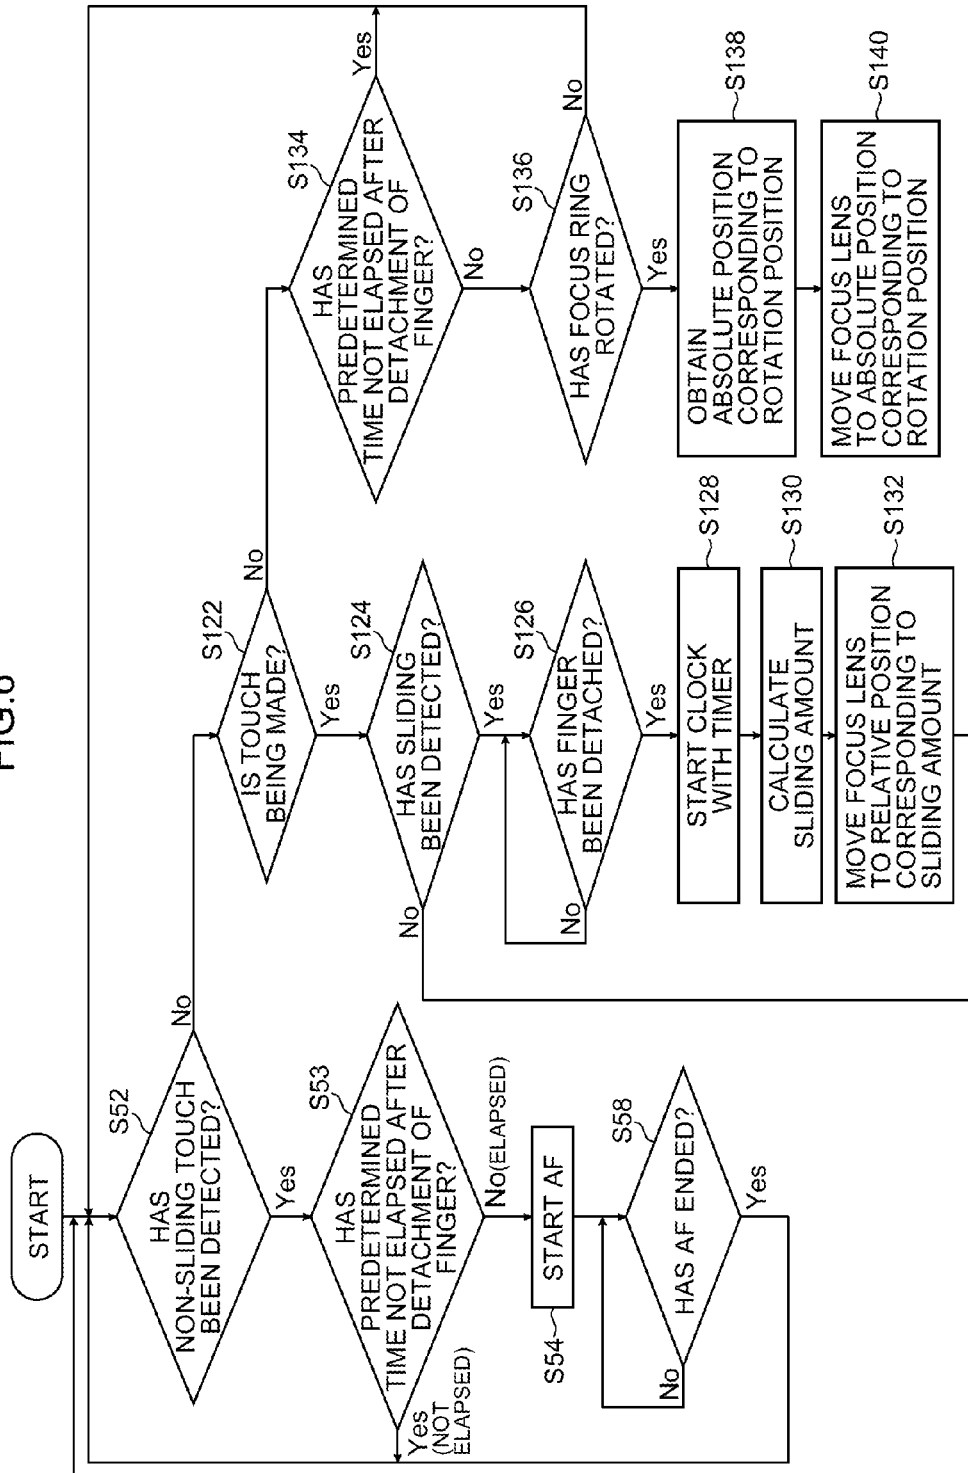 START
HAS
NON-SLIDING TOUCH
BEEN DETECTED?
S52
No
Yes
HAS
PREDETERMINED
TIME NOT ELAPSED AFTER
DETACHMENT OF
FINGER?
S53
Yes
(NOT
ELAPSED)
No(ELAPSED)
START AF
S54
HAS AF ENDED?
S58
No
Yes
IS TOUCH
BEING MADE?
S122
No
Yes
HAS SLIDING
BEEN DETECTED?
S124
No
Yes
HAS FINGER
BEEN DETACHED?
S126
No
Yes
START CLOCK
WITH TIMER
S128
CALCULATE
SLIDING AMOUNT
S130
MOVE FOCUS LENS
TO RELATIVE POSITION
CORRESPONDING TO
SLIDING AMOUNT
S132
HAS
PREDETERMINED
TIME NOT ELAPSED AFTER
DETACHMENT OF
FINGER?
S134
Yes
No
HAS FOCUS RING
ROTATED?
S136
No
Yes
OBTAIN
ABSOLUTE POSITION
CORRESPONDING TO
ROTATION POSITION
S138
MOVE FOCUS LENS
TO ABSOLUTE POSITION
CORRESPONDING TO
ROTATION POSITION
S140